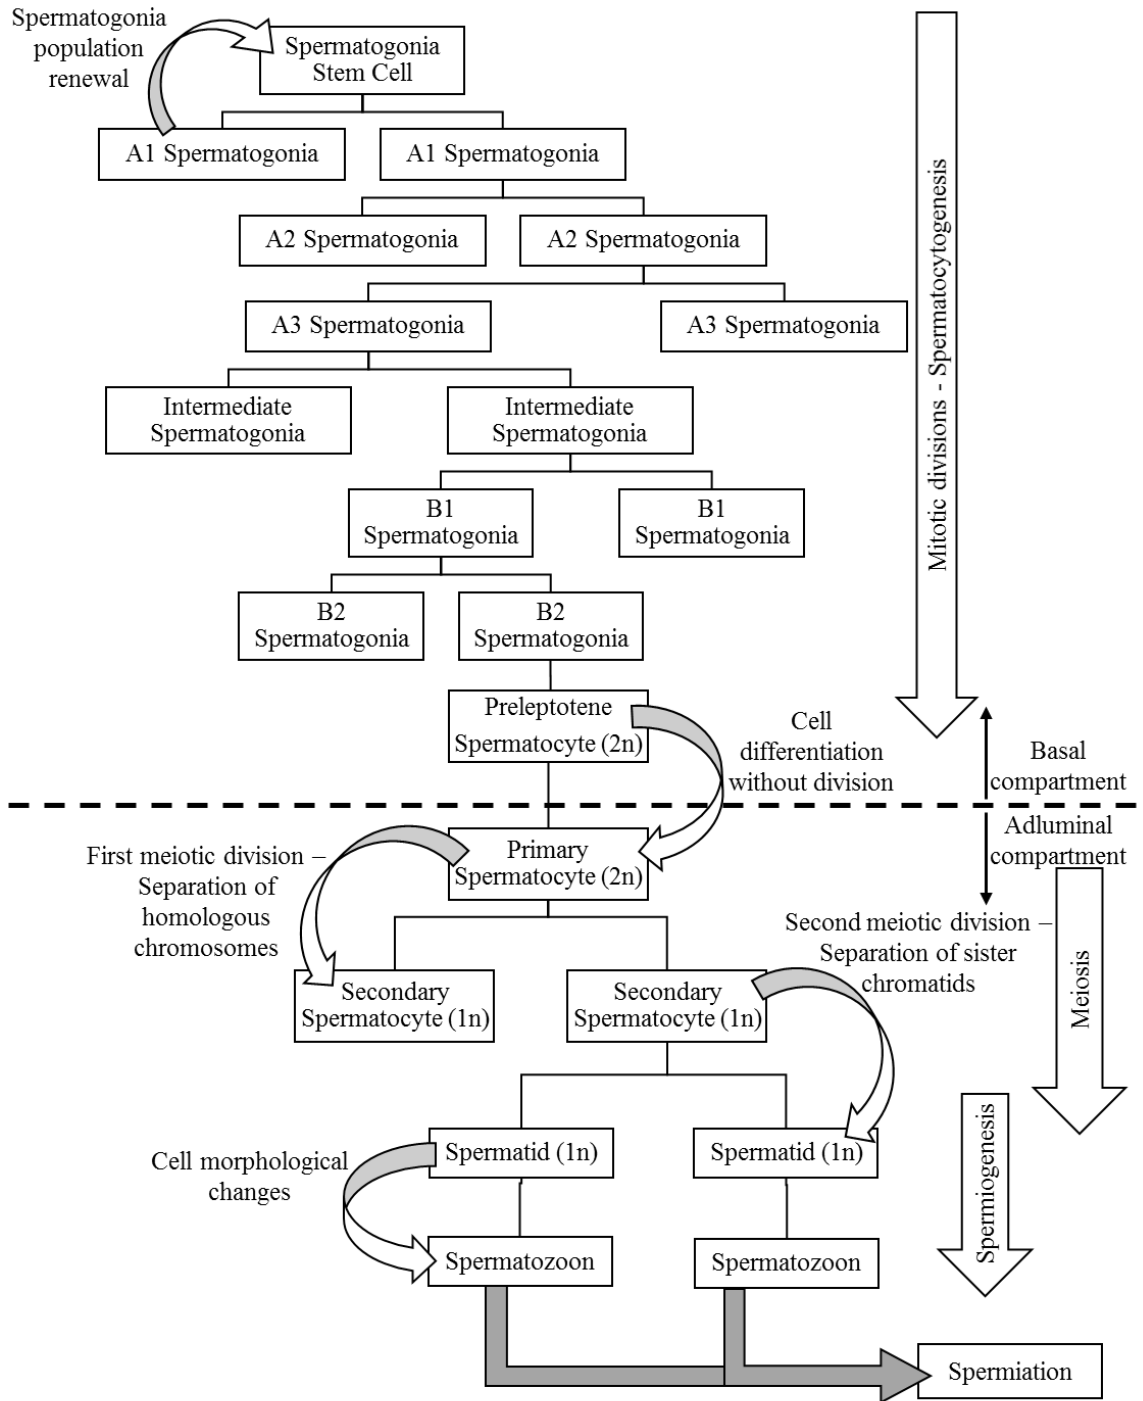 Spermatogonia
population
renewal
Spermatogonia
Stem Cell
A1 Spermatogonia
A1 Spermatogonia
A2 Spermatogonia
A2 Spermatogonia
A3 Spermatogonia
A3 Spermatogonia
Intermediate
Spermatogonia
Intermediate
Spermatogonia
B1
Spermatogonia
B1
Spermatogonia
B2
Spermatogonia
B2
Spermatogonia
Mitotic divisions - Spermatocytogenesis
Preleptotene
Spermatocyte (2n)
Cell
differentiation
without division
Basal
compartment
Adluminal
compartment
Primary
Spermatocyte (2n)
First meiotic division –
Separation of
homologous
chromosomes
Second meiotic division –
Separation of sister
chromatids
Secondary
Spermatocyte (1n)
Secondary
Spermatocyte (1n)
Meiosis
Spermatid (1n)
Spermatid (1n)
Cell morphological
changes
Spermiogenesis
Spermatozoon
Spermatozoon
Spermiation